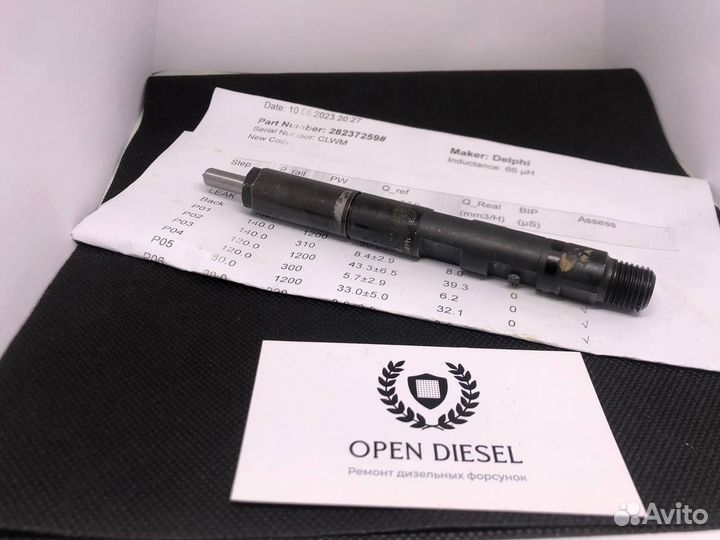 Date: 10.05.2023 20:27
Part Number: 28237259#
Serial Number: CLWM
New Code
Maker: Delphi
Inductance: 66 µH
Step P_rail PW Q_ref Q_Real BIP Assess
(mm3/H) (µS)
LEAK
Back
P01 140.0 1200
P02 140.0 310 8.4±2.9 8.0 0
P03 120.0 1200 43.3±6.5 39.3 0
P04 120.0 300 5.7±2.9 6.2 0
P05 80.0 1200 33.0±5.0 32.1 0
P06
OPEN DIESEL
Ремонт дизельных форсунок
Avito